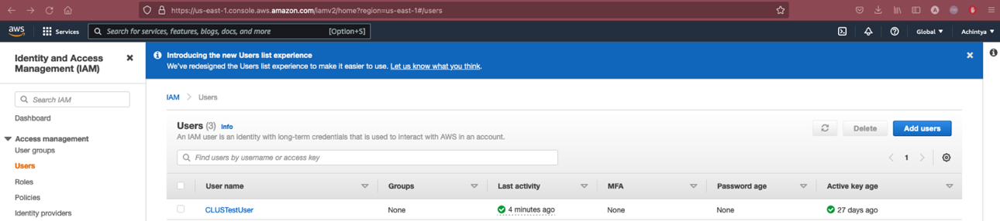 https://us-east-1.console.aws.amazon.com/iamv2/home?region=us-east-1#/users
aws
Services
Search for services, features, blogs, docs, and more
[Option+S]
Global
Achintya
Identity and Access
Management (IAM)
Search IAM
Dashboard
Access management
User groups
Users
Roles
Policies
Identity providers
Introducing the new Users list experience
We've redesigned the Users list experience to make it easier to use. Let us know what you think.
IAM > Users
Users (3) Info
An IAM user is an identity with long-term credentials that is used to interact with AWS in an account.
Delete
Add users
Find users by username or access key
1
User name Groups Last activity MFA Password age Active key age
CLUSTestUser None 4 minutes ago None None 27 days ago